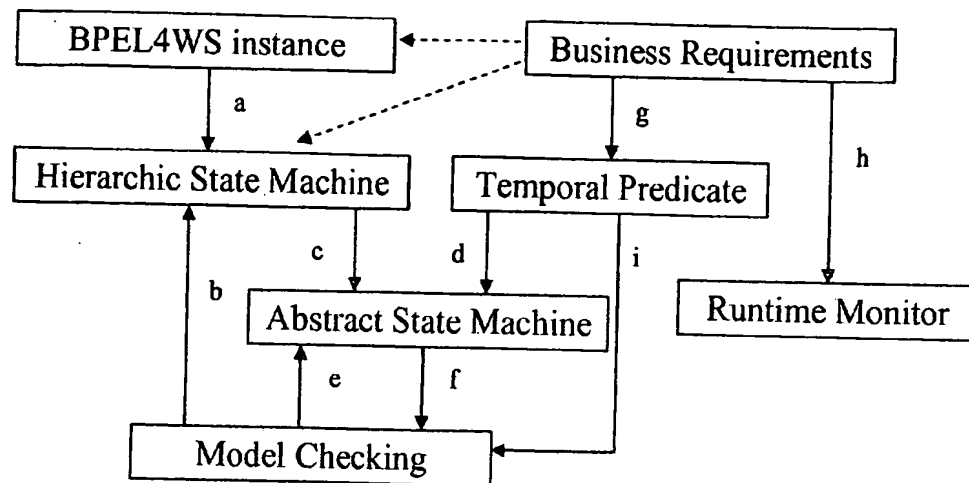 BPEL4WS instance
Business Requirements
a
g
h
Hierarchic State Machine
Temporal Predicate
b
c
d
i
Abstract State Machine
Runtime Monitor
e
f
Model Checking